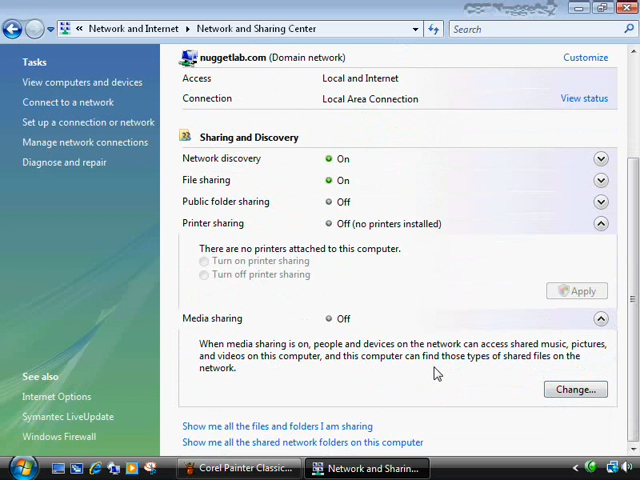 CBT Nuggets
Network and Internet
Network and Sharing Center
Search
Tasks
View computers and devices
Connect to a network
Set up a connection or network
Manage network connections
Diagnose and repair
See also
Internet Options
Symantec LiveUpdate
Windows Firewall
nuggetlab.com (Domain network)
Customize
Access Local and Internet
Connection Local Area Connection
View status
Sharing and Discovery
Network discovery On
File sharing On
Public folder sharing Off
Printer sharing Off (no printers installed)
There are no printers attached to this computer.
Turn on printer sharing
Turn off printer sharing
Apply
Media sharing Off
When media sharing is on, people and devices on the network can access shared music, pictures,
and videos on this computer, and this computer can find those types of shared files on the
network.
Change...
Show me all the files and folders I am sharing
Show me all the shared network folders on this computer
Corel Painter Classic...
Network and Sharin...